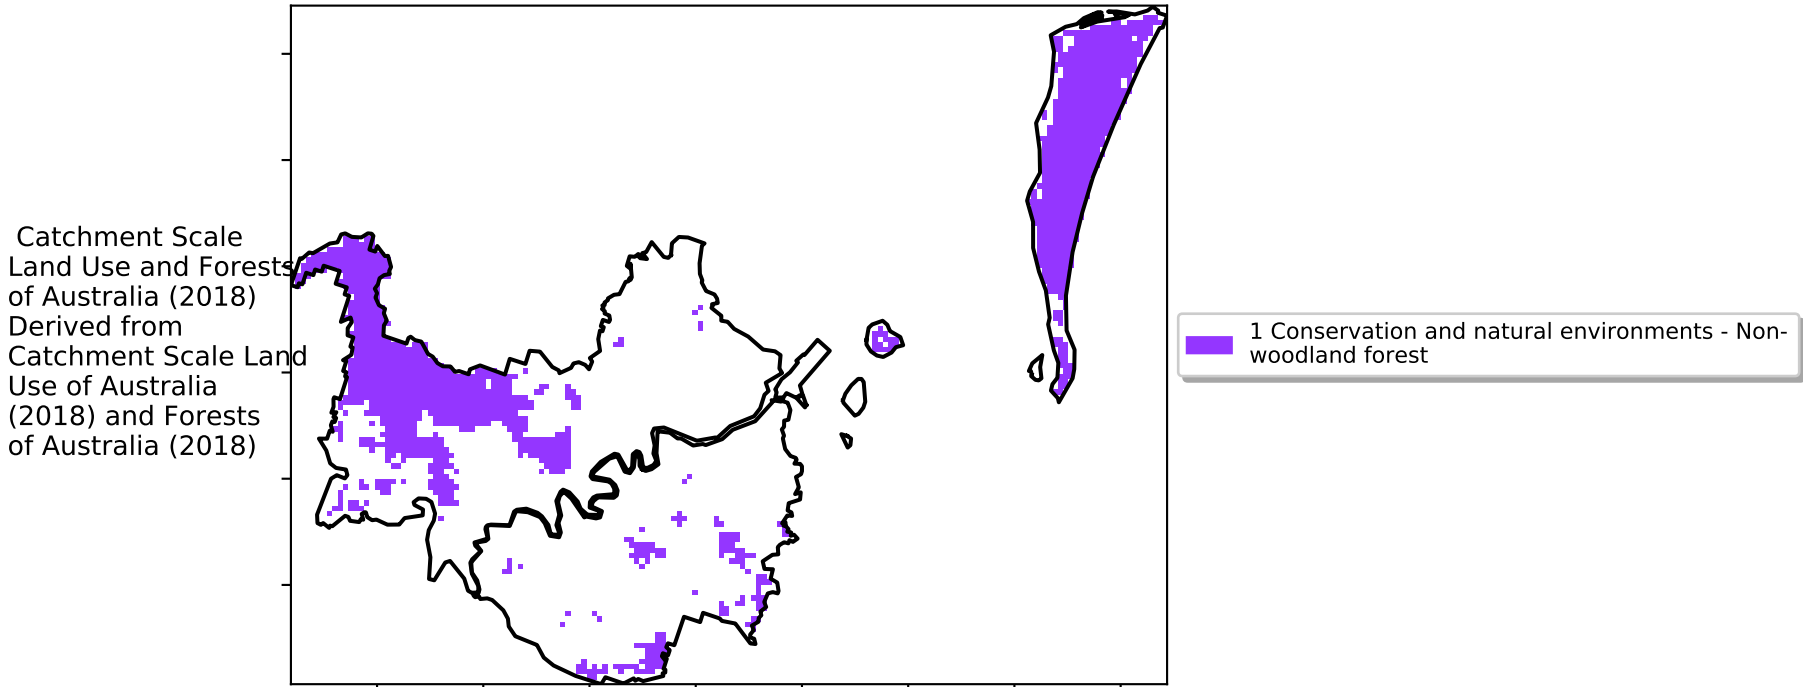 Catchment Scale
Land Use and Forests
of Australia (2018)
Derived from
Catchment Scale Land
Use of Australia
(2018) and Forests
of Australia (2018)
1 Conservation and natural environments - Non-
woodland forest